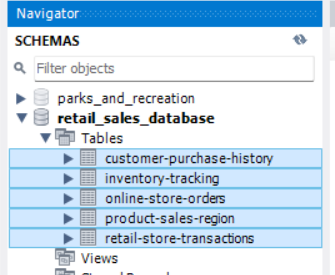 Navigator
SCHEMAS
Filter objects
parks_and_recreation
retail_sales_database
Tables
customer-purchase-history
inventory-tracking
online-store-orders
product-sales-region
retail-store-transactions
Views